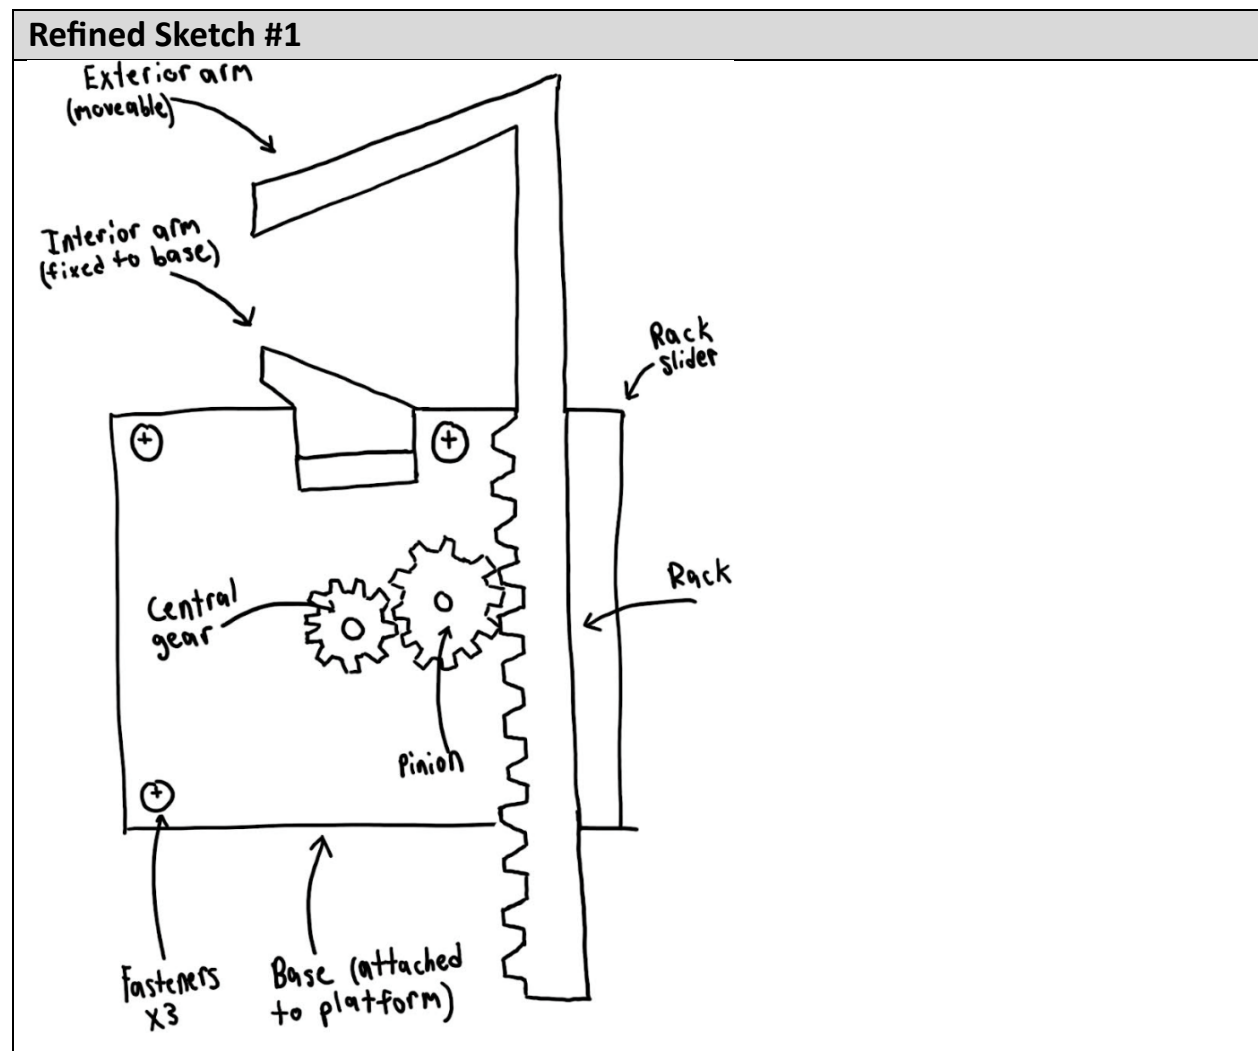 Refined Sketch #1
Exterior arm
(moveable)
Interior arm
(fixed to base)
Rack
slider
Rack
Central
gear
Pinion
Fasteners
x3
Base (attached
to platform)